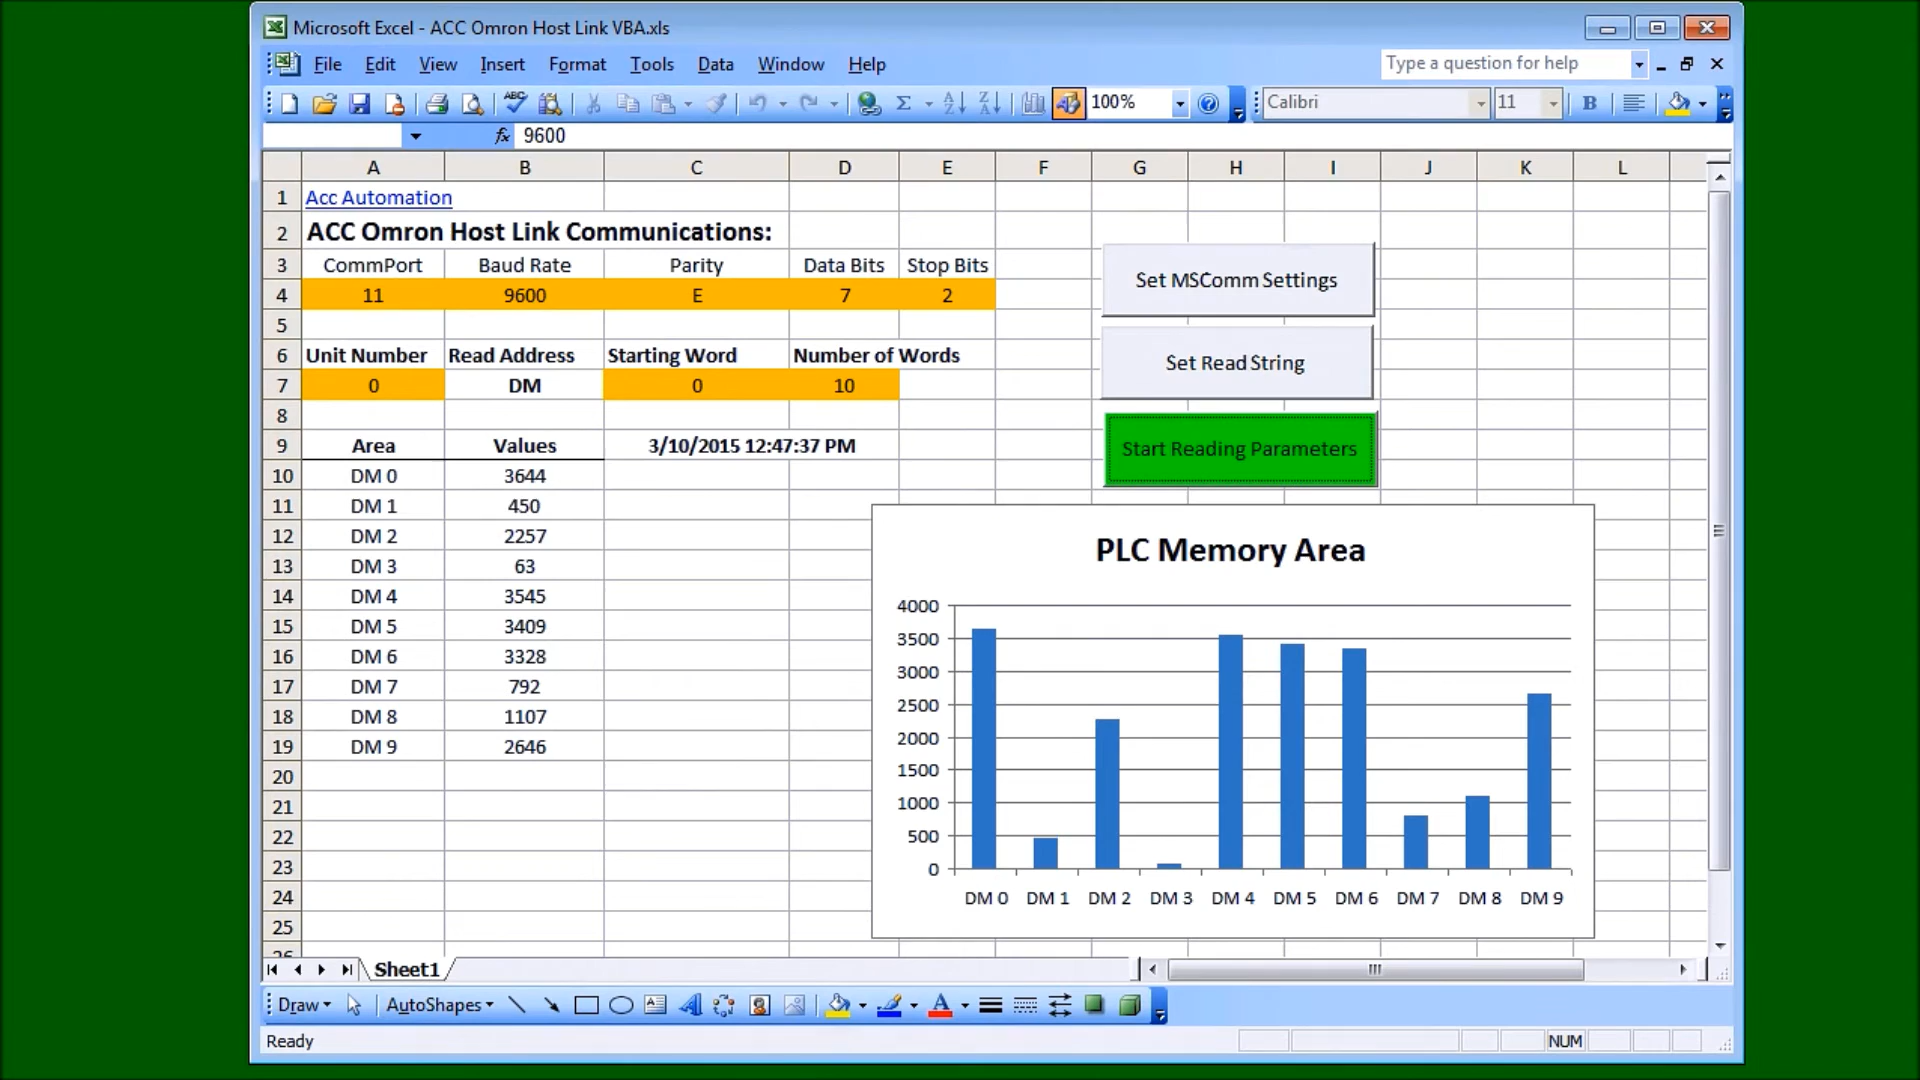 Microsoft Excel - ACC Omron Host Link VBA.xls
File Edit View Insert Format Tools Data Window Help Type a question for help
ABC Σ A Z Z A 100% Calibri 11 B
fx 9600
A B C D E F G H I J K L
1 Acc Automation
2 ACC Omron Host Link Communications:
3 CommPort Baud Rate Parity Data Bits Stop Bits
Set MSComm Settings
4 11 9600 E 7 2
5
6 Unit Number Read Address Starting Word Number of Words
Set Read String
7 0 DM 0 10
8
9 Area Values 3/10/2015 12:47:37 PM
Start Reading Parameters
10 DM 0 3644
11 DM 1 450
12 DM 2 2257
13 DM 3 63
14 DM 4 3545
15 DM 5 3409
16 DM 6 3328
17 DM 7 792
18 DM 8 1107
19 DM 9 2646
20
21
22
23
24
25
26
PLC Memory Area
4000
3500
3000
2500
2000
1500
1000
500
0
DM 0 DM 1 DM 2 DM 3 DM 4 DM 5 DM 6 DM 7 DM 8 DM 9
Sheet1
Draw AutoShapes A A
Ready NUM